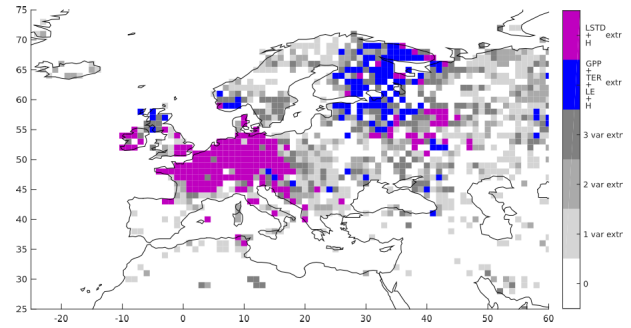 75
70
65
60
55
50
45
40
35
30
25
-20
-10
0
10
20
30
40
50
60
LSTD
+ extr
H
GPP
+
TER
+ extr
LE
+
H
3 var extr
2 var extr
1 var extr
0